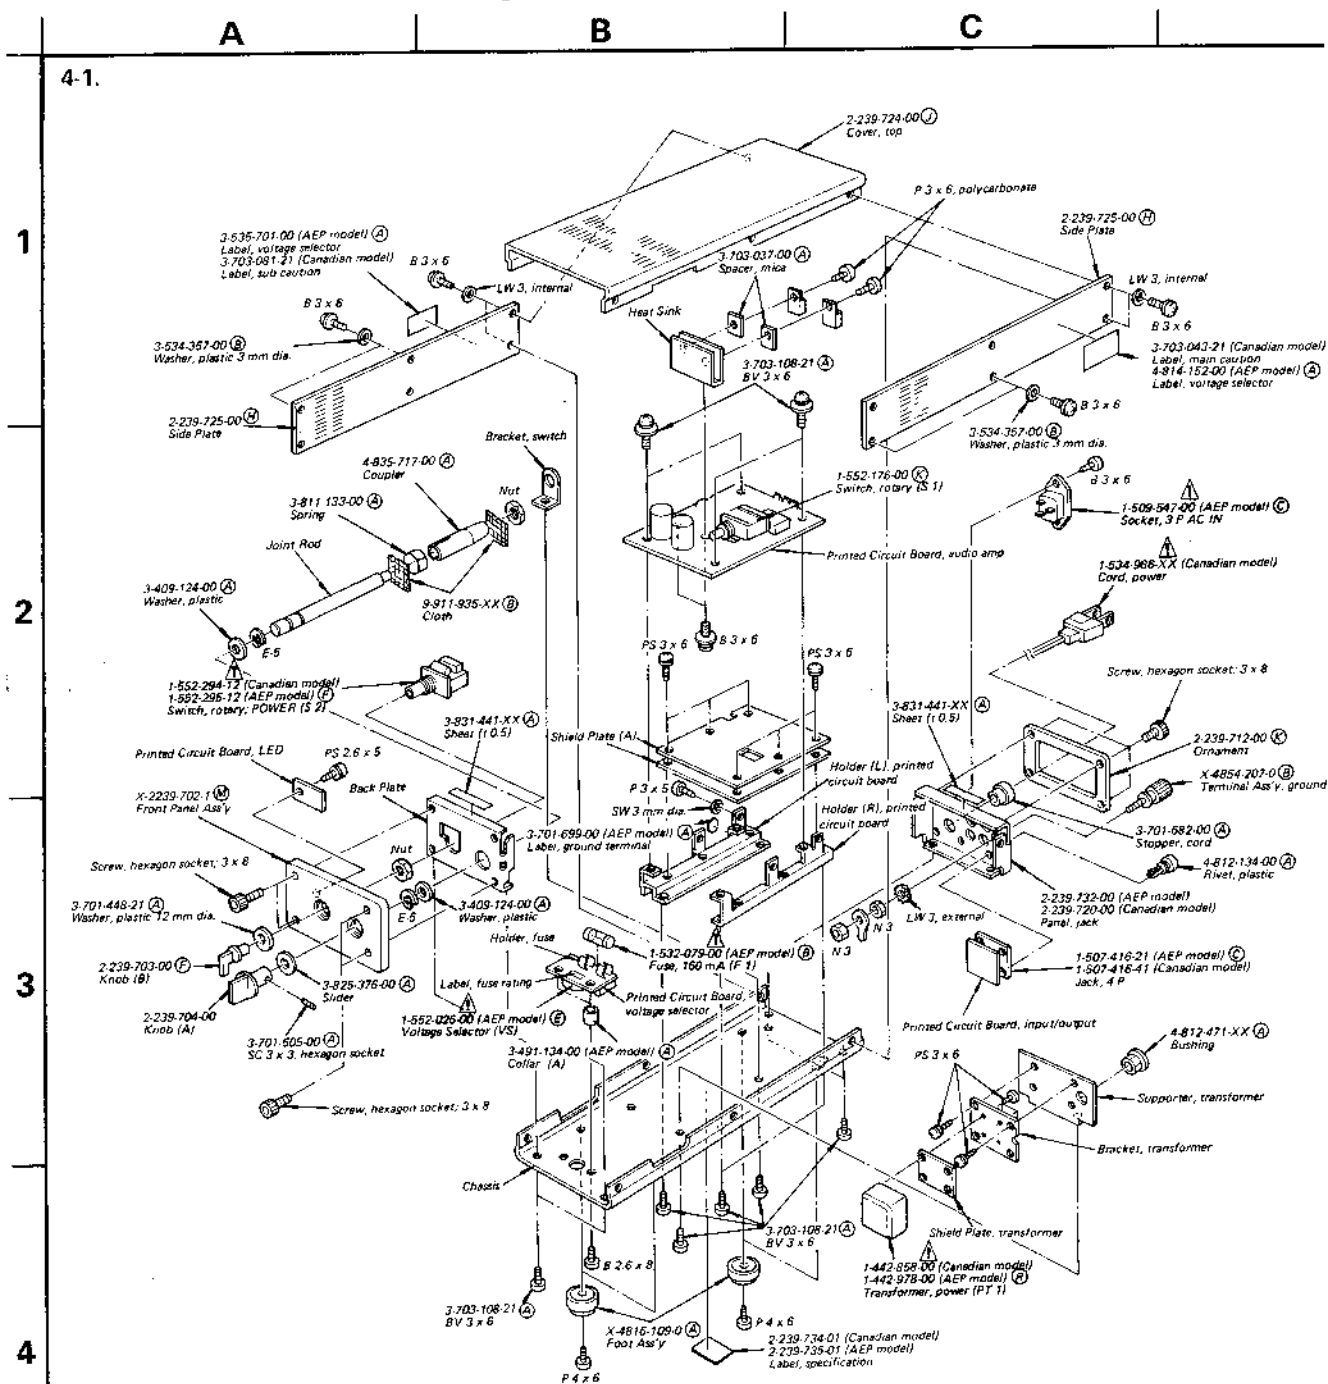 A
B
C
4-1.
1
2
3
4
2-239-724-00 (J)
Cover, top
P 3 x 6, polycarbonate
2-239-725-00 (H)
Side Plate
3-535-701-00 (AEP model) (A)
Label, voltage selector
3-703-081-21 (Canadian model)
Label, sub caution
B 3 x 6
LW 3, internal
3-703-037-00 (A)
Spacer, mica
LW 3, internal
B 3 x 6
Heat Sink
B 3 x 6
3-534-357-00 (B)
Washer, plastic 3 mm dia.
3-703-108-21 (A)
BV 3 x 6
3-703-043-21 (Canadian model)
Label, main caution
4-814-152-00 (AEP model) (A)
Label, voltage selector
B 3 x 6
2-239-725-00 (H)
Side Plate
3-534-357-00 (B)
Washer, plastic 3 mm dia.
Bracket, switch
4-835-717-00 (A)
Coupler
Nut
3-811-133-00 (A)
Spring
Joint Rod
1-552-176-00 (K)
Switch, rotary (S 1)
B 3 x 6
1-509-547-00 (AEP model) (C)
Socket, 3 P AC IN
Printed Circuit Board, audio amp
1-534-986-XX (Canadian model)
Cord, power
3-409-124-00 (A)
Washer, plastic
9-911-935-XX (B)
Cloth
E-5
PS 3 x 6
B 3 x 6
PS 3 x 6
Screw, hexagon socket; 3 x 8
1-552-294-12 (Canadian model)
1-552-295-12 (AEP model) (F)
Switch, rotary; POWER (S 2)
3-831-441-XX (A)
Sheet (t 0.5)
3-831-441-XX (A)
Sheet (t 0.5)
Shield Plate (A)
2-239-712-00 (K)
Ornament
Printed Circuit Board, LED
PS 2.6 x 5
Holder (L), printed
circuit board
X-4854-207-0 (B)
Terminal Ass'y, ground
X-2239-702-1 (M)
Front Panel Ass'y
Back Plate
P 3 x 5
SW 3 mm dia.
Holder (R), printed
circuit board
3-701-699-00 (AEP model) (A)
Label, ground terminal
3-701-682-00 (A)
Stopper, cord
Nut
Screw, hexagon socket; 3 x 8
4-812-134-00 (A)
Rivet, plastic
3-701-448-21 (A)
Washer, plastic 12 mm dia.
E-5
3-409-124-00 (A)
Washer, plastic
2-239-732-00 (AEP model)
2-239-720-00 (Canadian model)
Panel, jack
LW 3, external
N 3
N 3
Holder, fuse
1-532-079-00 (AEP model) (B)
Fuse, 160 mA (F 1)
1-507-416-21 (AEP model) (C)
1-507-416-41 (Canadian model)
Jack, 4 P
2-239-703-00 (F)
Knob (B)
3-825-376-00 (A)
Slider
Label, fuse rating
Printed Circuit Board,
voltage selector
2-239-704-00
Knob (A)
1-552-025-00 (AEP model) (E)
Voltage Selector (VS)
Printed Circuit Board, input/output
3-701-505-00 (A)
SC 3 x 3, hexagon socket
3-491-134-00 (AEP model) (A)
Collar (A)
PS 3 x 6
4-812-471-XX (A)
Bushing
Screw, hexagon socket; 3 x 8
Supporter, transformer
Bracket, transformer
Chassis
Shield Plate, transformer
3-703-108-21 (A)
BV 3 x 6
B 2.6 x 8
1-442-858-00 (Canadian model)
1-442-978-00 (AEP model) (R)
Transformer, power (PT 1)
3-703-108-21 (A)
BV 3 x 6
X-4816-109-0 (A)
Foot Ass'y
P 4 x 6
2-239-734-01 (Canadian model)
2-239-735-01 (AEP model)
Label, specification
P 4 x 6